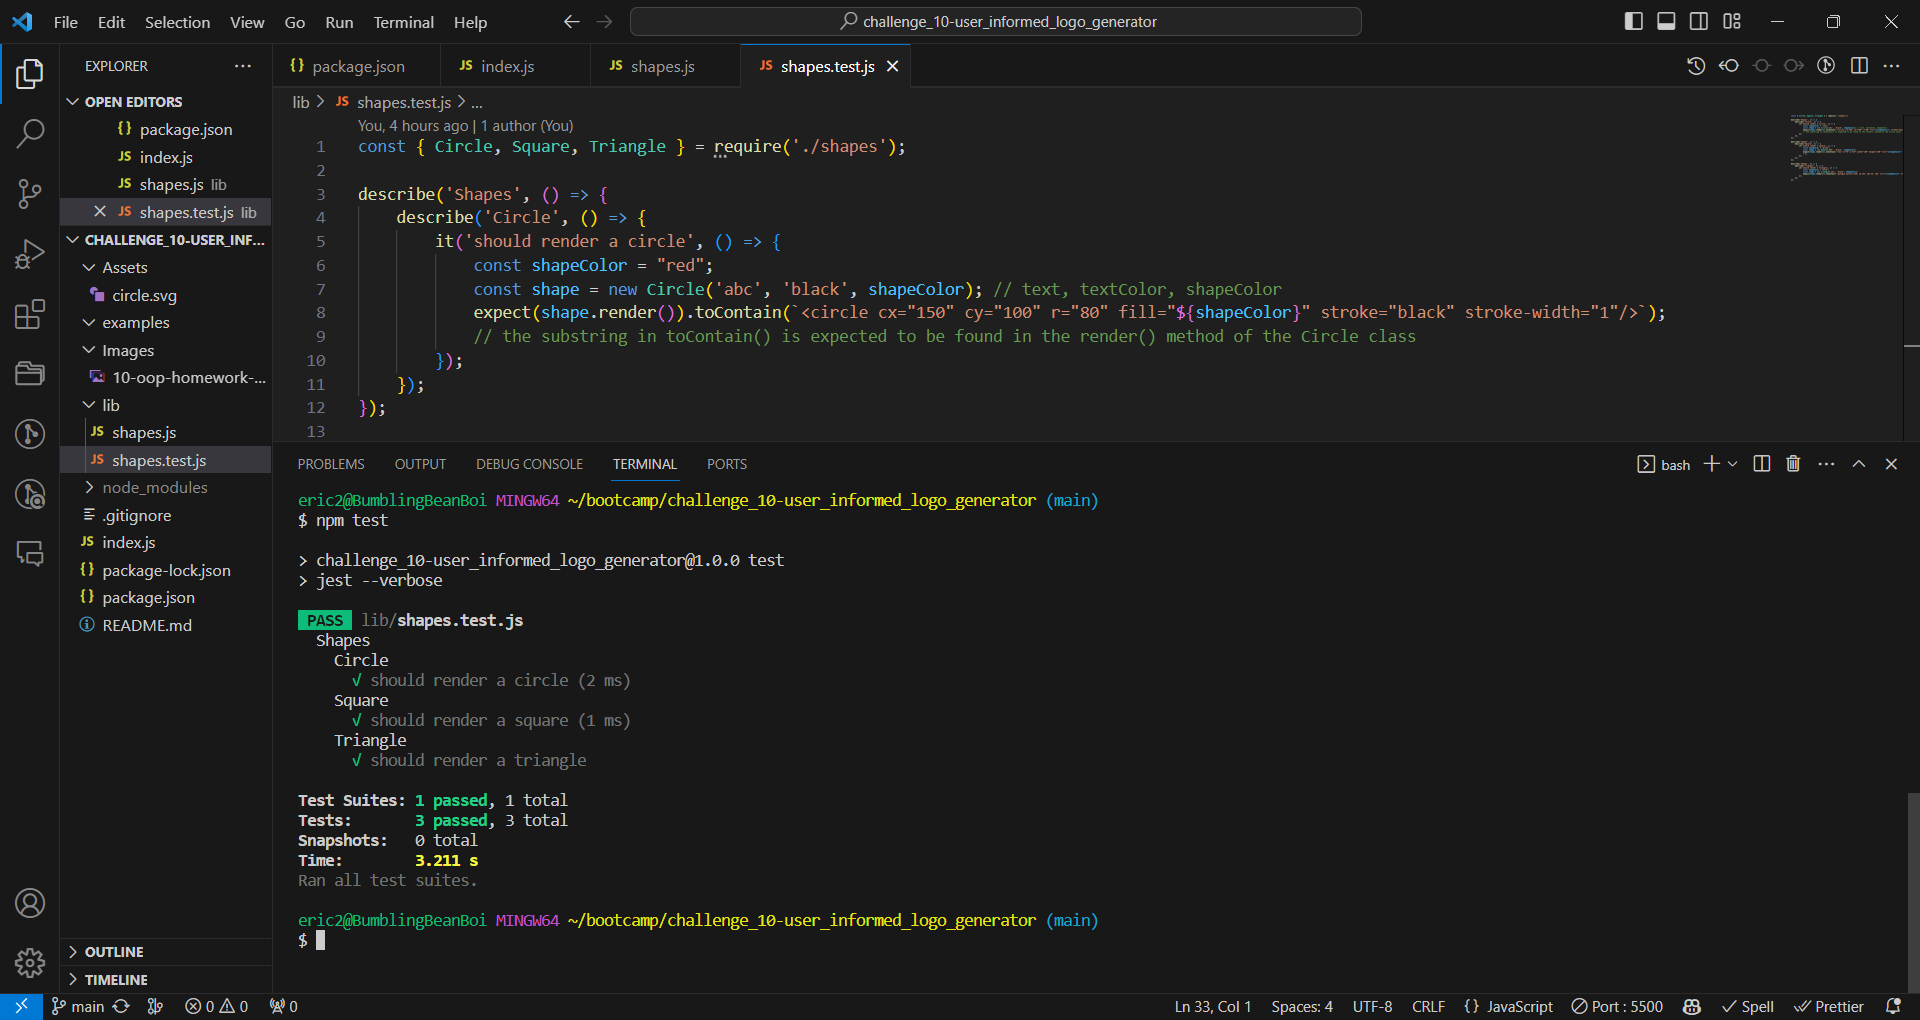 File Edit Selection View Go Run Terminal Help
challenge_10-user_informed_logo_generator
EXPLORER
OPEN EDITORS
{} package.json
JS index.js
JS shapes.js lib
JS shapes.test.js lib
CHALLENGE_10-USER_INF...
Assets
circle.svg
examples
Images
10-oop-homework-...
lib
JS shapes.js
JS shapes.test.js
node_modules
.gitignore
JS index.js
{} package-lock.json
{} package.json
README.md
OUTLINE
TIMELINE
{} package.json JS index.js JS shapes.js JS shapes.test.js
lib > JS shapes.test.js > ...
You, 4 hours ago | 1 author (You)
1 const { Circle, Square, Triangle } = require('./shapes');
2
3 describe('Shapes', () => {
4 describe('Circle', () => {
5 it('should render a circle', () => {
6 const shapeColor = "red";
7 const shape = new Circle('abc', 'black', shapeColor); // text, textColor, shapeColor
8 expect(shape.render()).toContain(`<circle cx="150" cy="100" r="80" fill="${shapeColor}" stroke="black" stroke-width="1"/>`);
9 // the substring in toContain() is expected to be found in the render() method of the Circle class
10 });
11 });
12 });
13
PROBLEMS OUTPUT DEBUG CONSOLE TERMINAL PORTS
bash
eric2@BumblingBeanBoi MINGW64 ~/bootcamp/challenge_10-user_informed_logo_generator (main)
$ npm test
> challenge_10-user_informed_logo_generator@1.0.0 test
> jest --verbose
PASS lib/shapes.test.js
Shapes
Circle
√ should render a circle (2 ms)
Square
√ should render a square (1 ms)
Triangle
√ should render a triangle
Test Suites: 1 passed, 1 total
Tests: 3 passed, 3 total
Snapshots: 0 total
Time: 3.211 s
Ran all test suites.
eric2@BumblingBeanBoi MINGW64 ~/bootcamp/challenge_10-user_informed_logo_generator (main)
$
main 0 0 0 Ln 33, Col 1 Spaces: 4 UTF-8 CRLF {} JavaScript Port : 5500 Spell Prettier